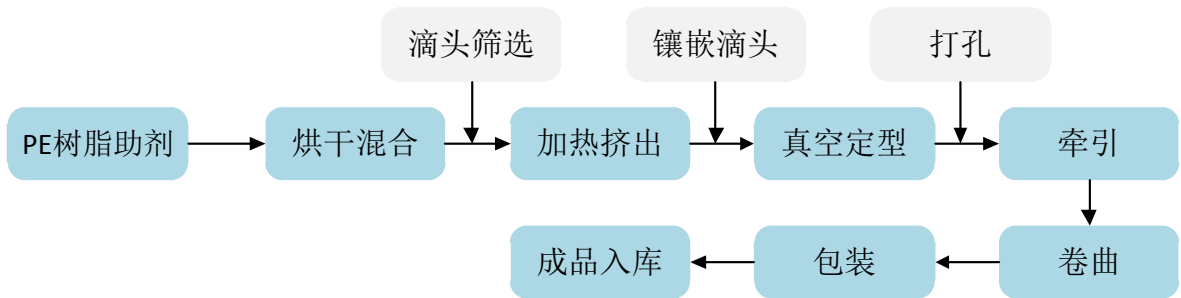 滴头筛选
镶嵌滴头
打孔
PE树脂助剂
烘干混合
加热挤出
真空定型
牵引
成品入库
包装
卷曲